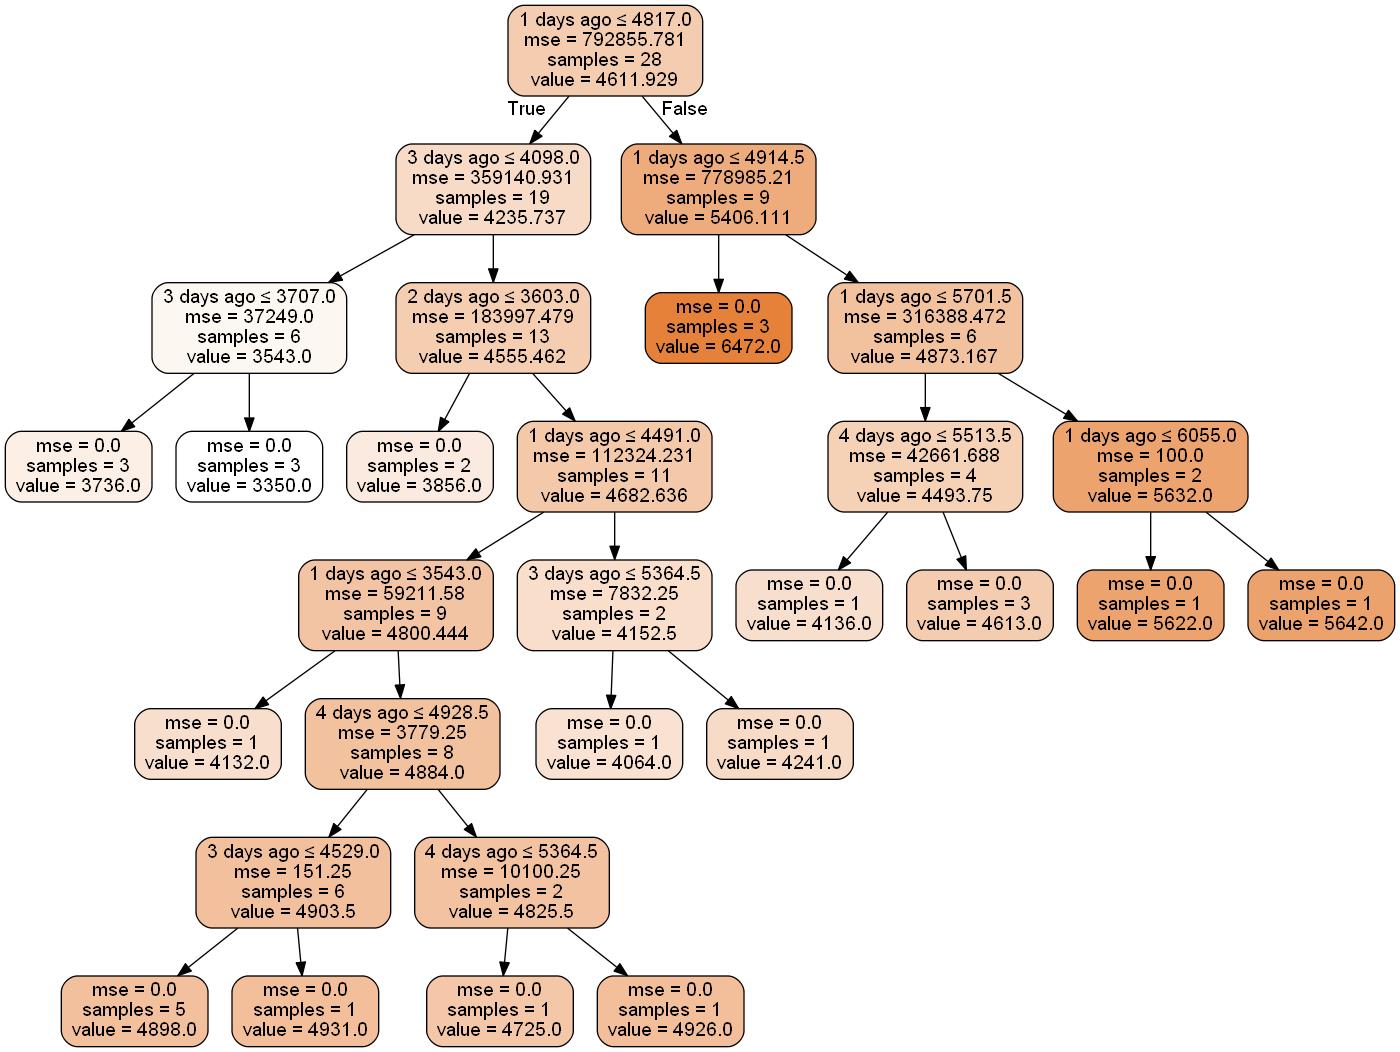 1 days ago ≤ 4817.0
mse = 792855.781
samples = 28
value = 4611.929
True
False
3 days ago ≤ 4098.0
mse = 359140.931
samples = 19
value = 4235.737
1 days ago ≤ 4914.5
mse = 778985.21
samples = 9
value = 5406.111
3 days ago ≤ 3707.0
mse = 37249.0
samples = 6
value = 3543.0
2 days ago ≤ 3603.0
mse = 183997.479
samples = 13
value = 4555.462
mse = 0.0
samples = 3
value = 6472.0
1 days ago ≤ 5701.5
mse = 316388.472
samples = 6
value = 4873.167
mse = 0.0
samples = 3
value = 3736.0
mse = 0.0
samples = 3
value = 3350.0
mse = 0.0
samples = 2
value = 3856.0
1 days ago ≤ 4491.0
mse = 112324.231
samples = 11
value = 4682.636
4 days ago ≤ 5513.5
mse = 42661.688
samples = 4
value = 4493.75
1 days ago ≤ 6055.0
mse = 100.0
samples = 2
value = 5632.0
1 days ago ≤ 3543.0
mse = 59211.58
samples = 9
value = 4800.444
3 days ago ≤ 5364.5
mse = 7832.25
samples = 2
value = 4152.5
mse = 0.0
samples = 1
value = 4136.0
mse = 0.0
samples = 3
value = 4613.0
mse = 0.0
samples = 1
value = 5622.0
mse = 0.0
samples = 1
value = 5642.0
mse = 0.0
samples = 1
value = 4132.0
4 days ago ≤ 4928.5
mse = 3779.25
samples = 8
value = 4884.0
mse = 0.0
samples = 1
value = 4064.0
mse = 0.0
samples = 1
value = 4241.0
3 days ago ≤ 4529.0
mse = 151.25
samples = 6
value = 4903.5
4 days ago ≤ 5364.5
mse = 10100.25
samples = 2
value = 4825.5
mse = 0.0
samples = 5
value = 4898.0
mse = 0.0
samples = 1
value = 4931.0
mse = 0.0
samples = 1
value = 4725.0
mse = 0.0
samples = 1
value = 4926.0